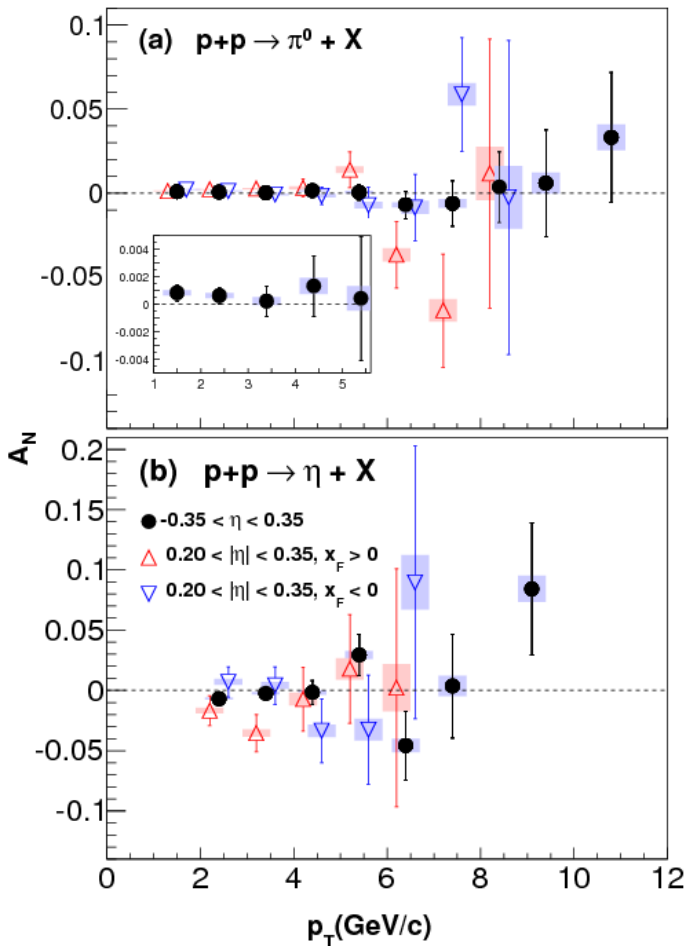 0.1
(a) p+p → π⁰ + X
0.05
0
0.004
0.002
0
-0.002
-0.004
1 2 3 4 5
-0.05
-0.1
A_N
0.2
(b) p+p → η + X
0.15
-0.35 < η < 0.35
0.1
0.20 < |η| < 0.35, x_F > 0
0.20 < |η| < 0.35, x_F < 0
0.05
0
-0.05
-0.1
0 2 4 6 8 10 12
p_T(GeV/c)